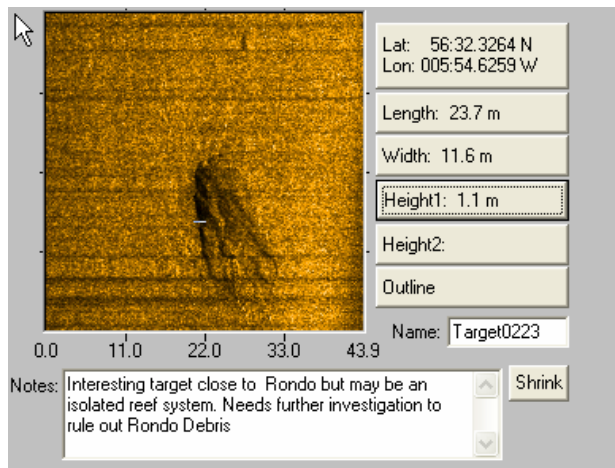 Lat: 56:32.3264 N
Lon: 005:54.6259 W
Length: 23.7 m
Width: 11.6 m
Height1: 1.1 m
Height2:
Outline
Name: Target0223
0.0 11.0 22.0 33.0 43.9
Notes: Interesting target close to Rondo but may be an
isolated reef system. Needs further investigation to
rule out Rondo Debris
Shrink